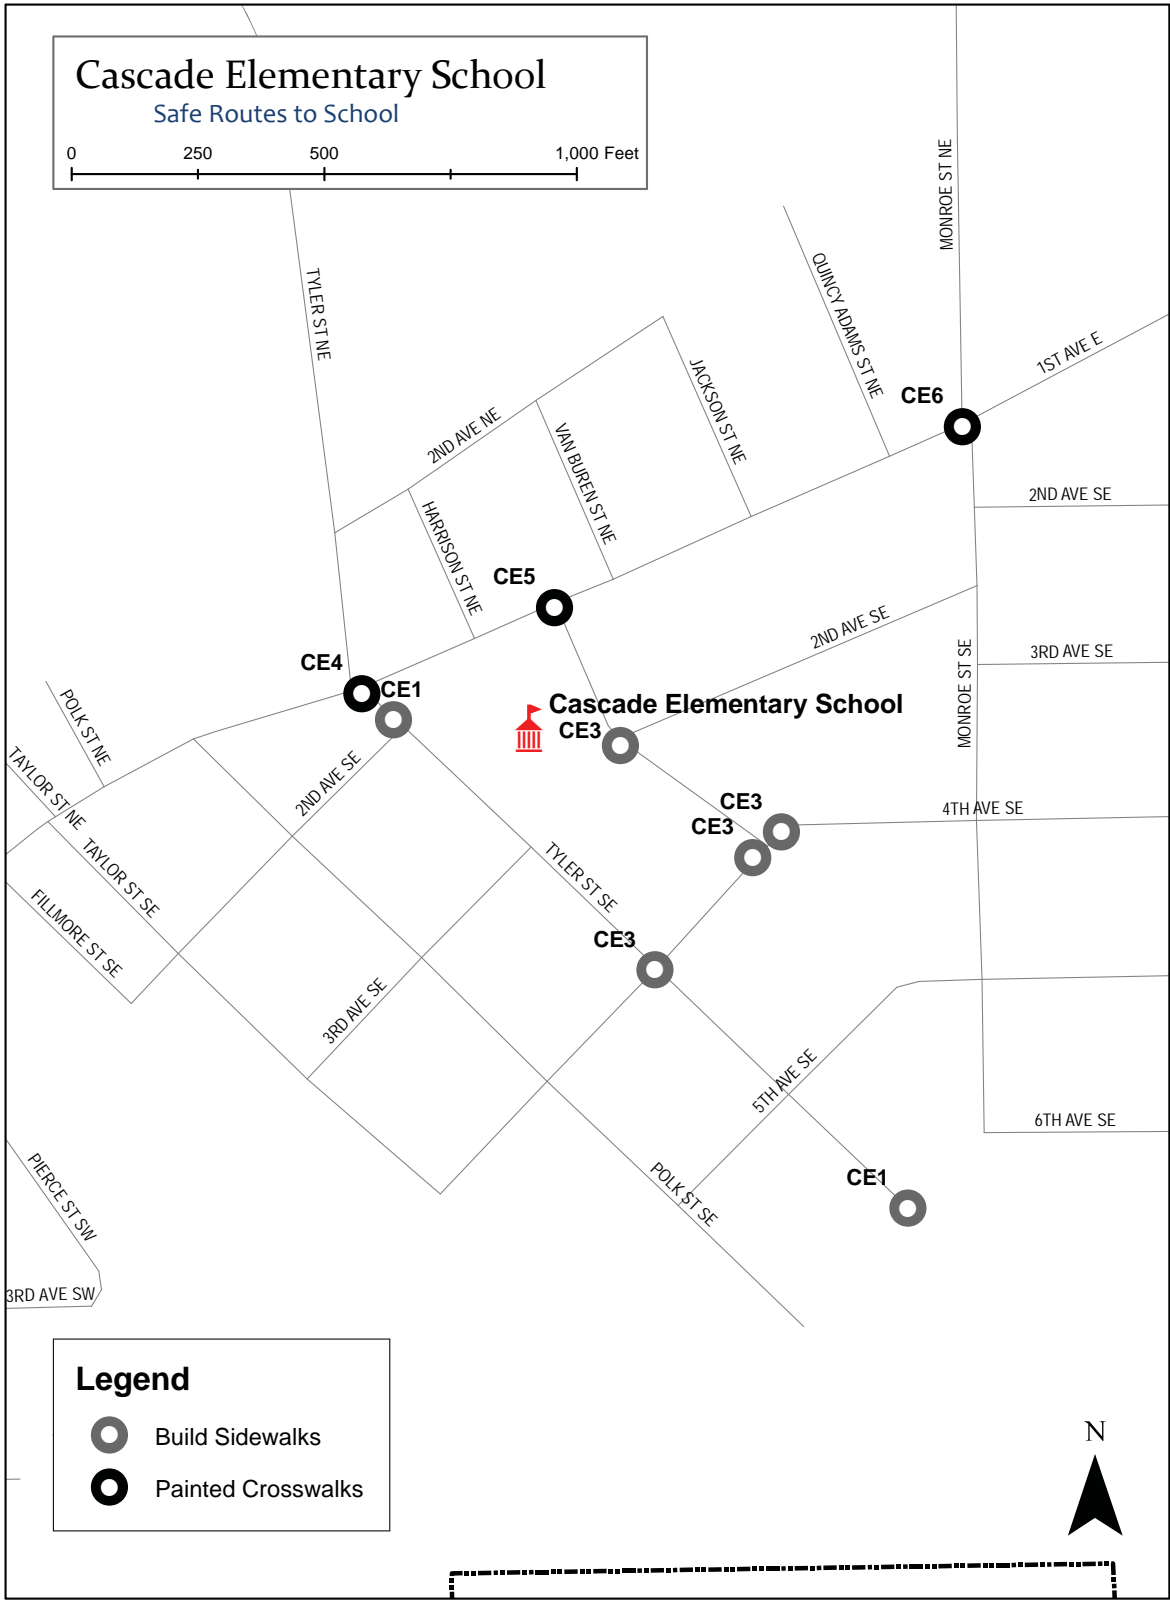 Cascade Elementary School
Safe Routes to School
0 250 500 1,000 Feet
MONROE ST NE
TYLER ST NE
QUINCY ADAMS ST NE
1ST AVE E
JACKSON ST NE
CE6
2ND AVE NE
VAN BUREN ST NE
2ND AVE SE
HARRISON ST NE
CE5
2ND AVE SE
3RD AVE SE
MONROE ST SE
CE4
CE1
POLK ST NE
Cascade Elementary School
CE3
TAYLOR ST NE
2ND AVE SE
CE3
4TH AVE SE
CE3
TAYLOR ST SE
TYLER ST SE
FILLMORE ST SE
CE3
3RD AVE SE
5TH AVE SE
6TH AVE SE
PIERCE ST SW
POLK ST SE
CE1
3RD AVE SW
Legend
Build Sidewalks
Painted Crosswalks
N